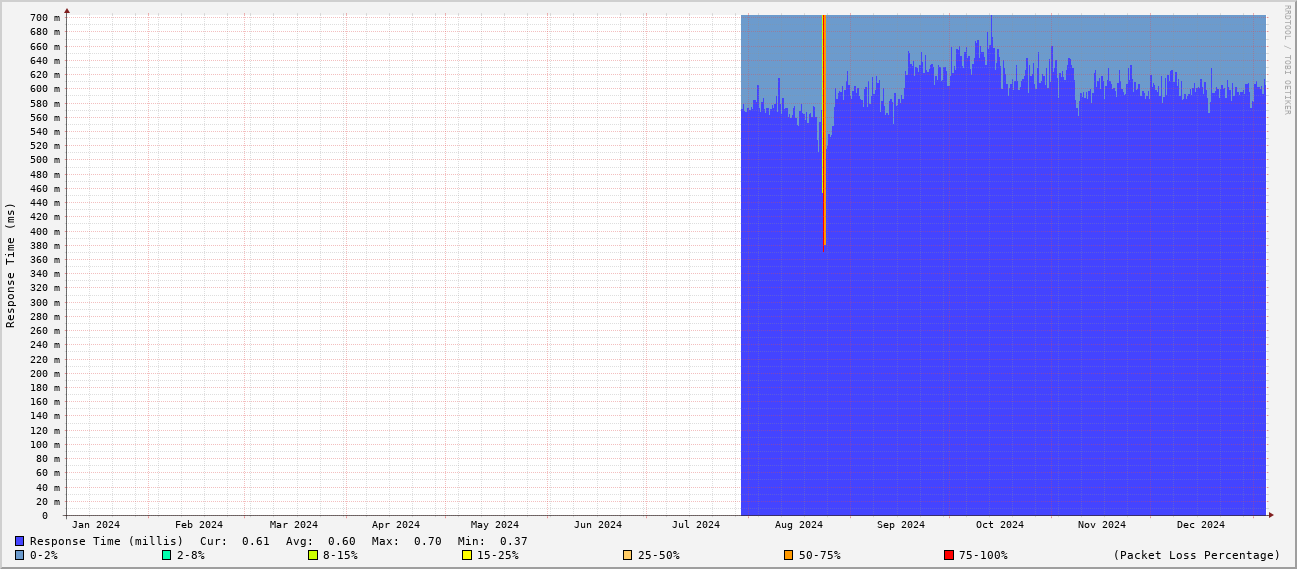 RRDTOOL / TOBI OETIKER
Response Time (ms)
700 m
680 m
660 m
640 m
620 m
600 m
580 m
560 m
540 m
520 m
500 m
480 m
460 m
440 m
420 m
400 m
380 m
360 m
340 m
320 m
300 m
280 m
260 m
240 m
220 m
200 m
180 m
160 m
140 m
120 m
100 m
80 m
60 m
40 m
20 m
0
Jan 2024 Feb 2024 Mar 2024 Apr 2024 May 2024 Jun 2024 Jul 2024 Aug 2024 Sep 2024 Oct 2024 Nov 2024 Dec 2024
Response Time (millis) Cur: 0.61 Avg: 0.60 Max: 0.70 Min: 0.37
0-2% 2-8% 8-15% 15-25% 25-50% 50-75% 75-100% (Packet Loss Percentage)